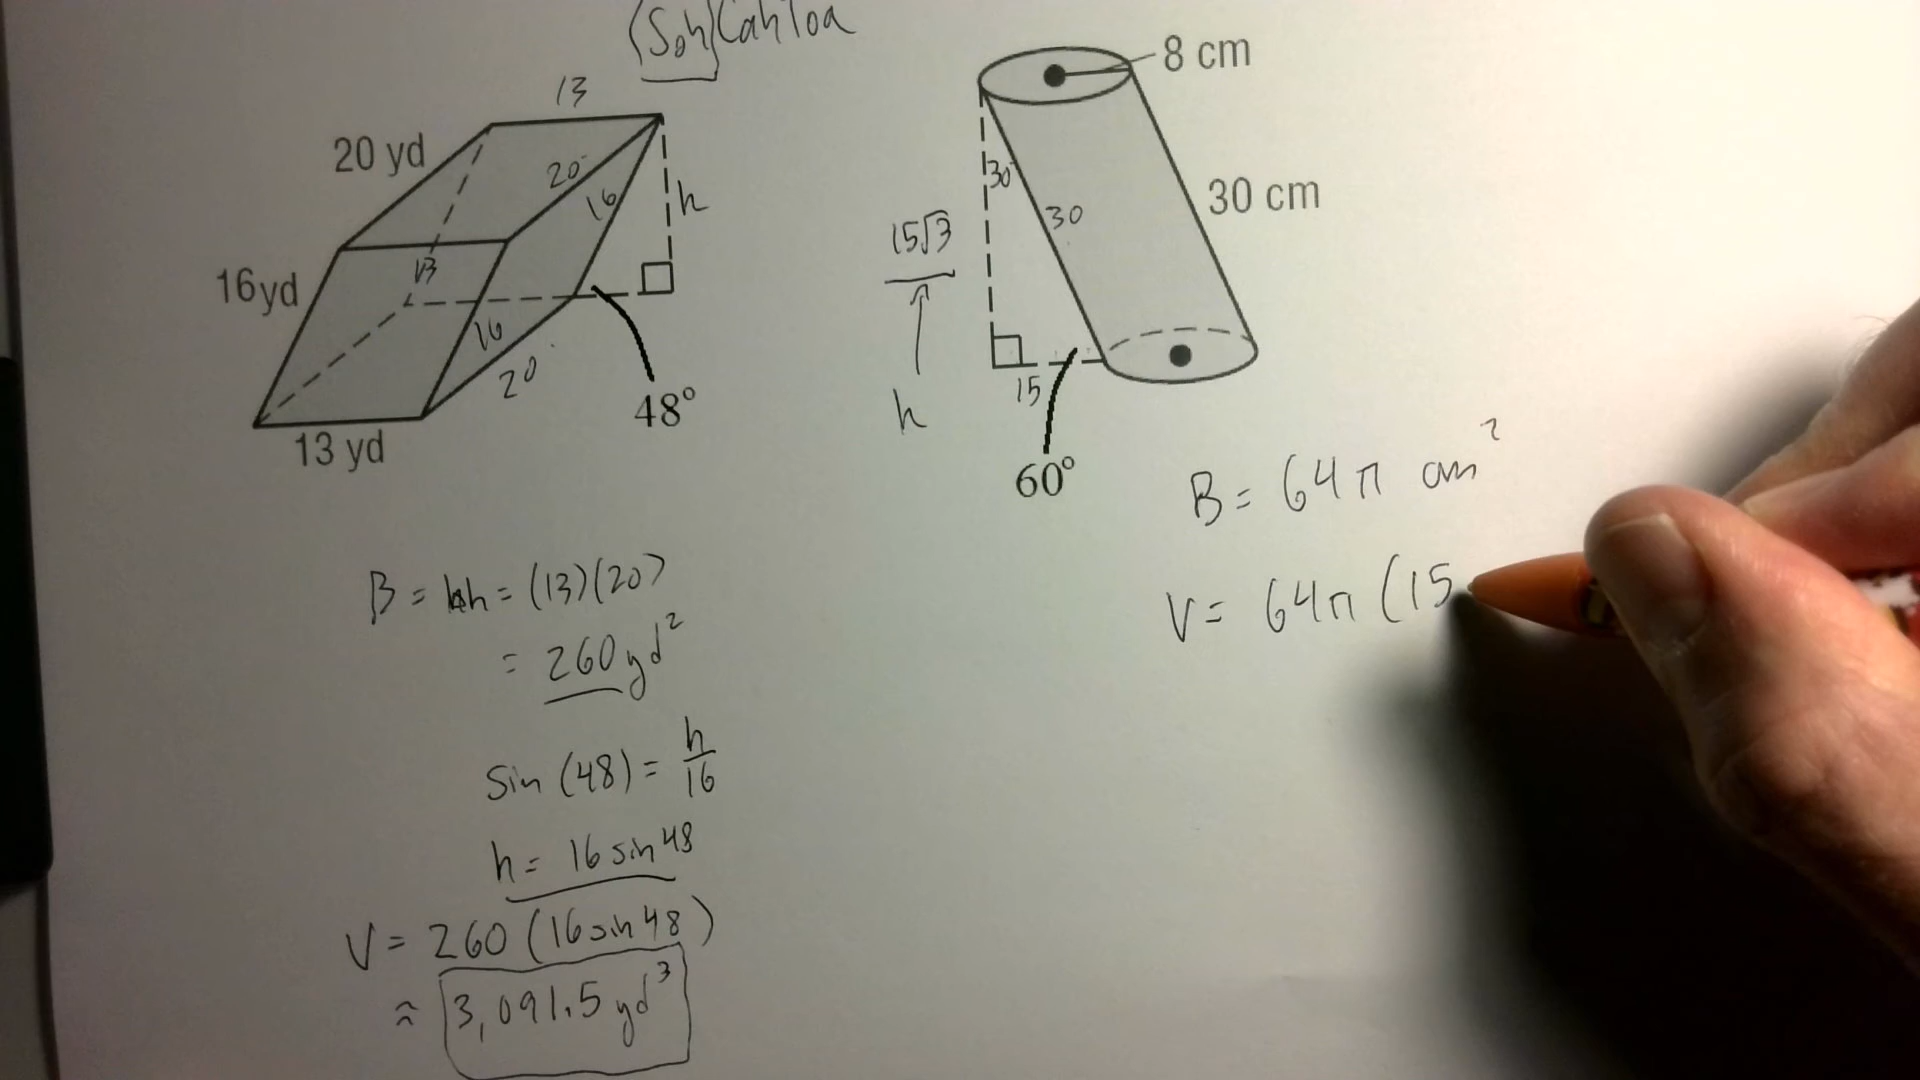 (Soh) Cah Toa
13
20 yd
20
16
h
16yd
13
16
20
48°
13 yd
8 cm
30
30
30 cm
15√3
h
15
60°
B = 64π cm²
V = 64π (15
B = bh = (13)(20)
= 260 yd²
sin (48) = h/16
h = 16 sin 48
V = 260 (16 sin 48)
≈ 3,091.5 yd³